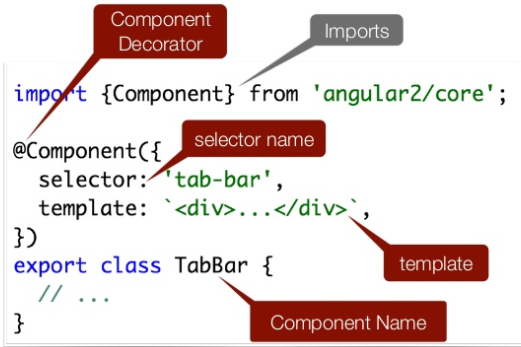 Component
Decorator
Imports
import {Component} from 'angular2/core';
selector name
@Component({
  selector: 'tab-bar',
  template: `<div>...</div>`,
})
template
export class TabBar {
  // ...
}
Component Name